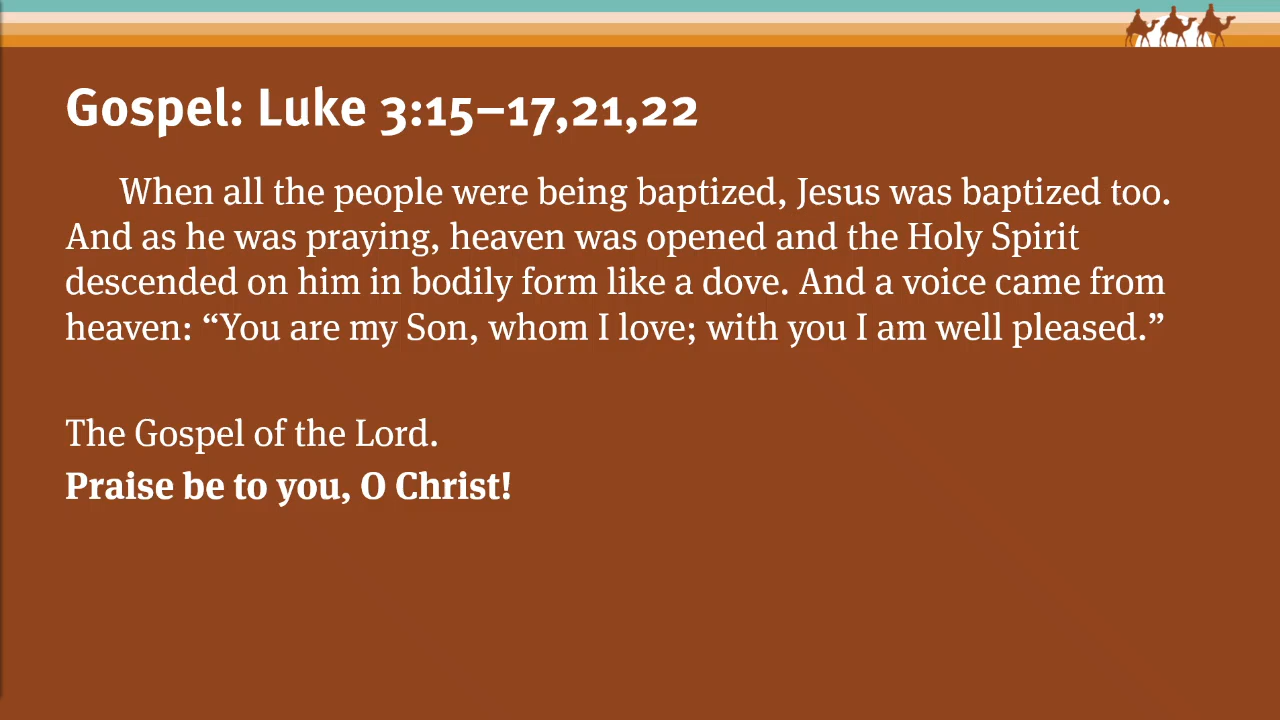 Gospel: Luke 3:15–17,21,22
When all the people were being baptized, Jesus was baptized too.
And as he was praying, heaven was opened and the Holy Spirit
descended on him in bodily form like a dove. And a voice came from
heaven: “You are my Son, whom I love; with you I am well pleased.”
The Gospel of the Lord.
Praise be to you, O Christ!